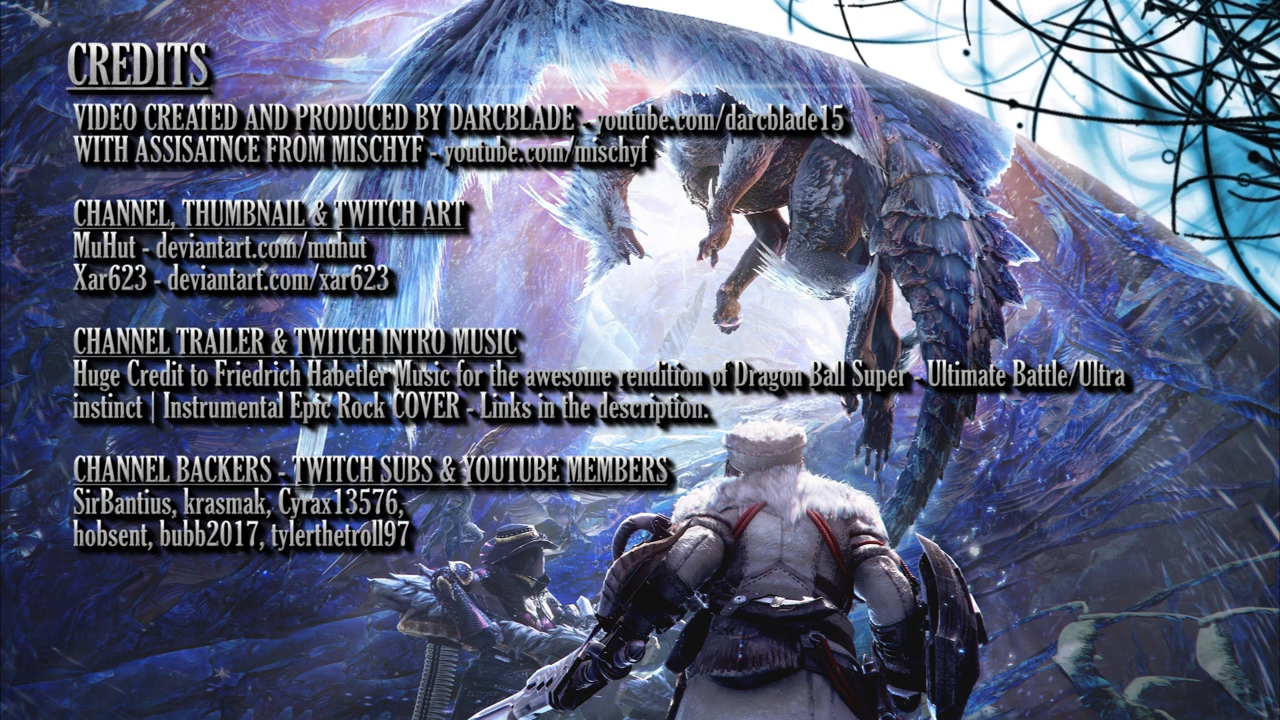 CREDITS
VIDEO CREATED AND PRODUCED BY DARCBLADE - youtube.com/darcblade15
WITH ASSISATNCE FROM MISCHYF - youtube.com/mischyf
CHANNEL, THUMBNAIL & TWITCH ART
MuHut - deviantart.com/muhut
Xar623 - deviantart.com/xar623
CHANNEL TRAILER & TWITCH INTRO MUSIC
Huge Credit to Friedrich Habetler Music for the awesome rendition of Dragon Ball Super - Ultimate Battle/Ultra
instinct | Instrumental Epic Rock COVER - Links in the description.
CHANNEL BACKERS - TWITCH SUBS & YOUTUBE MEMBERS
SirBantius, krasmak, Cyrax13576,
hobsent, bubb2017, tylerthetroll97